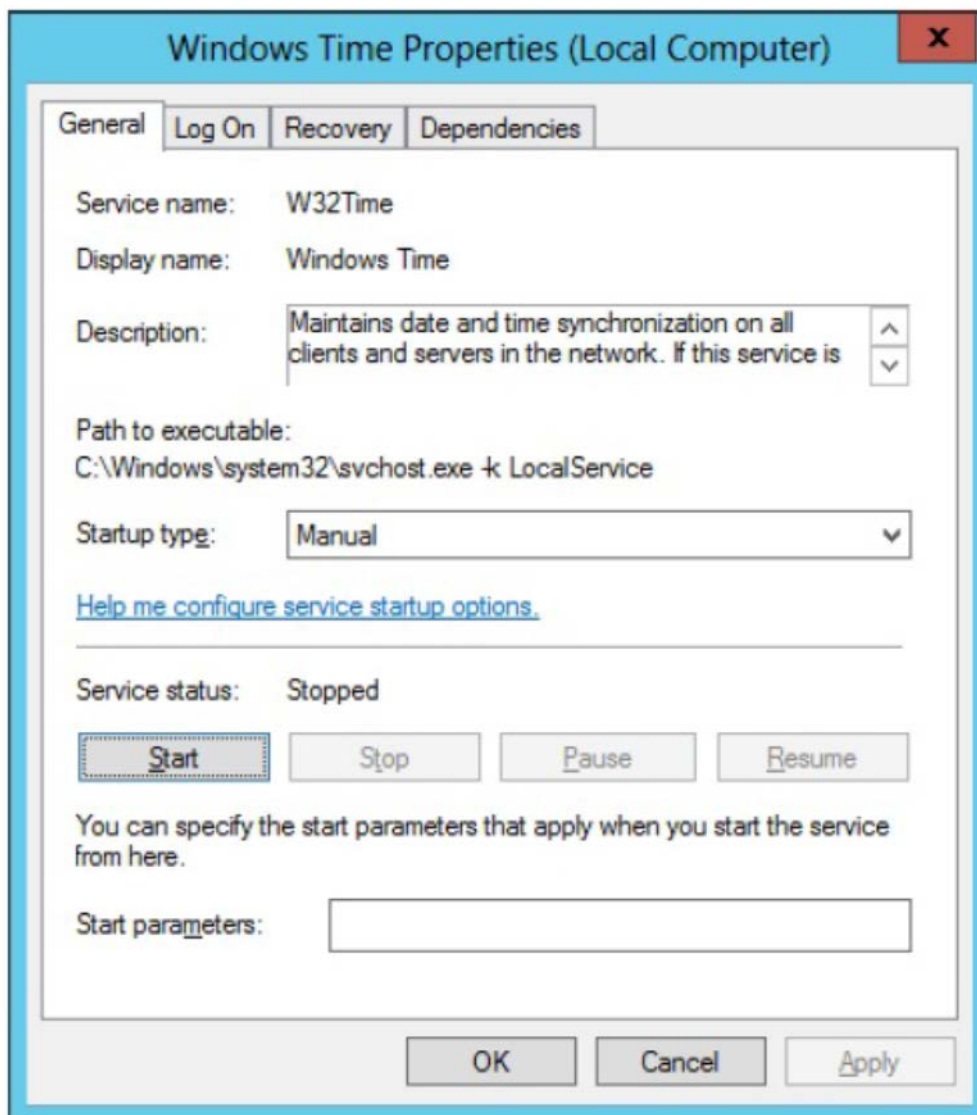 Windows Time Properties (Local Computer)
x
General Log On Recovery Dependencies
Service name: W32Time
Display name: Windows Time
Description: Maintains date and time synchronization on all
clients and servers in the network. If this service is
Path to executable:
C:\Windows\system32\svchost.exe -k LocalService
Startup type: Manual
Help me configure service startup options.
Service status: Stopped
Start Stop Pause Resume
You can specify the start parameters that apply when you start the service
from here.
Start parameters:
OK Cancel Apply